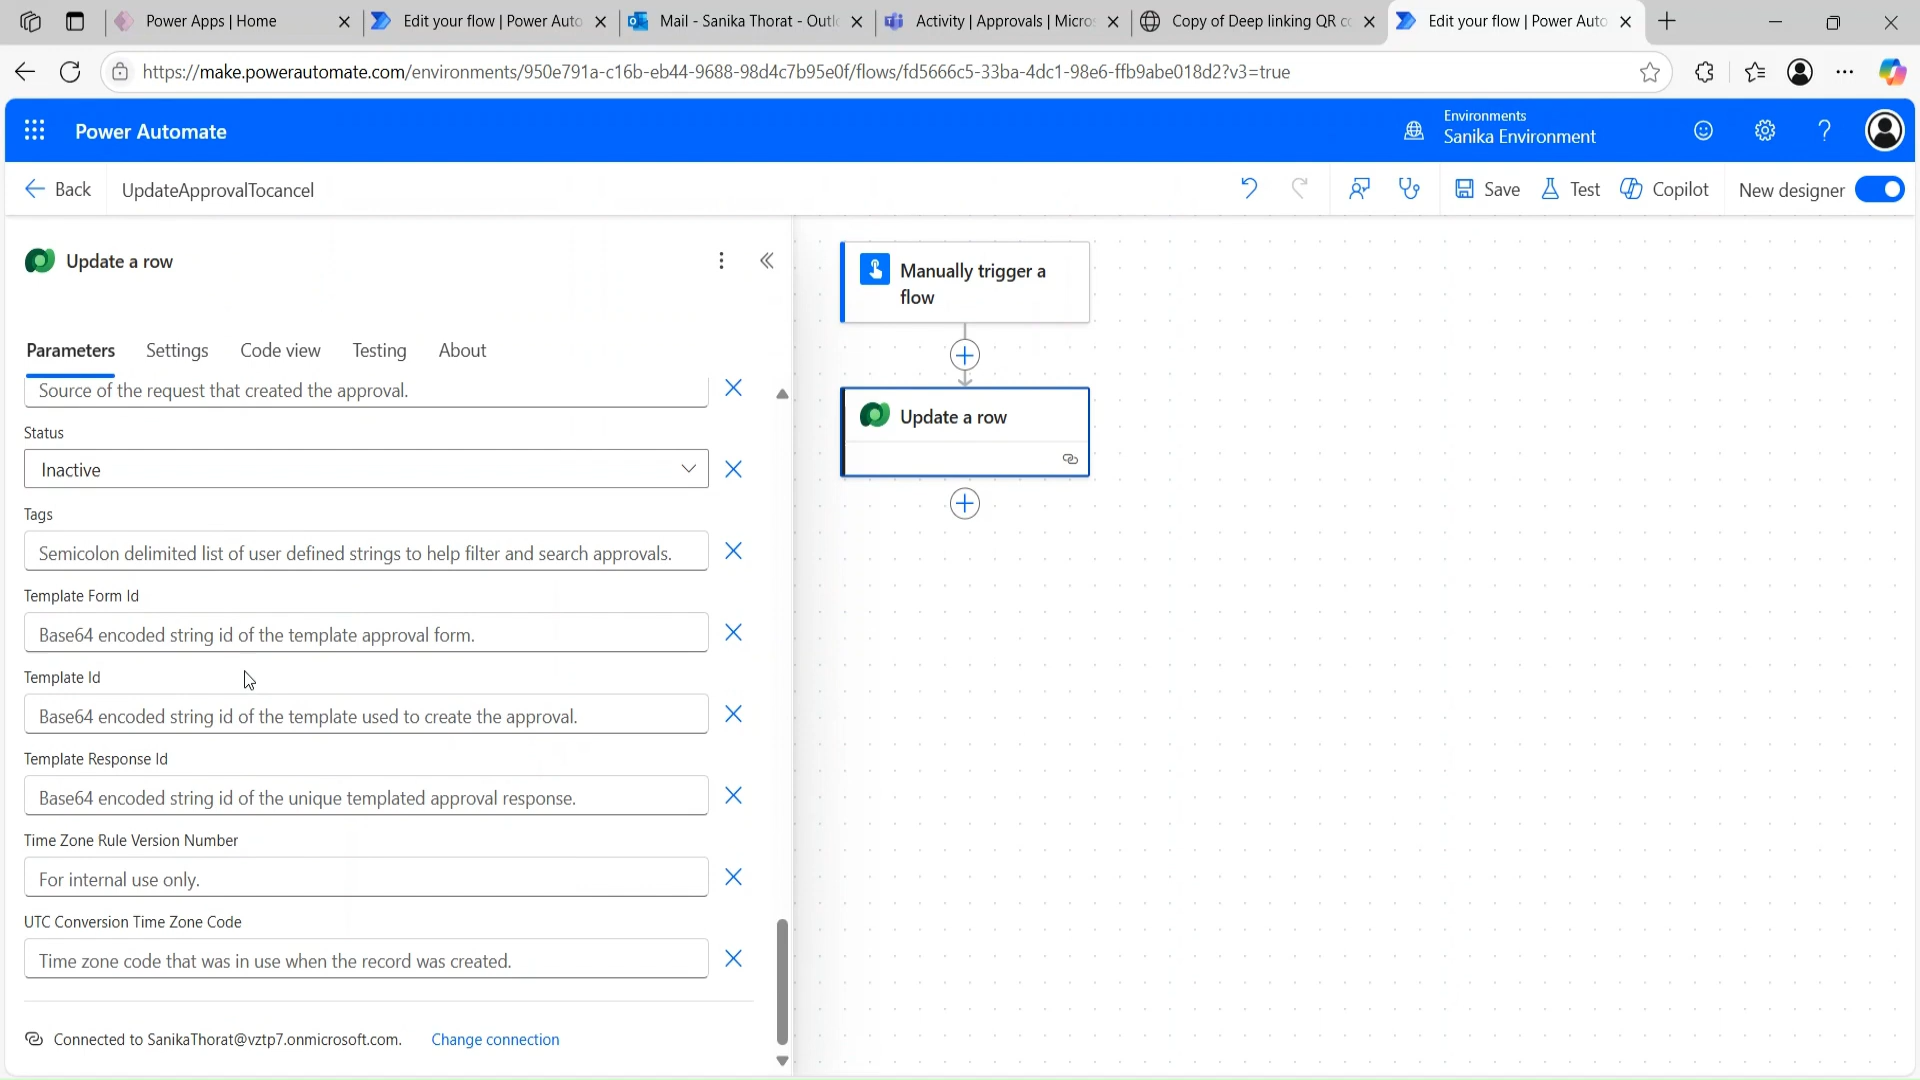 Power Apps | Home
Edit your flow | Power Auto
Mail - Sanika Thorat - Outl
Activity | Approvals | Micro
Copy of Deep linking QR c
Edit your flow | Power Auto
https://make.powerautomate.com/environments/950e791a-c16b-eb44-9688-98d4c7b95e0f/flows/fd5666c5-33ba-4dc1-98e6-ffb9abe018d2?v3=true
Power Automate
Environments
Sanika Environment
Back
UpdateApprovalTocancel
Save
Test
Copilot
New designer
Update a row
Parameters
Settings
Code view
Testing
About
Source of the request that created the approval.
Status
Inactive
Tags
Semicolon delimited list of user defined strings to help filter and search approvals.
Template Form Id
Base64 encoded string id of the template approval form.
Template Id
Base64 encoded string id of the template used to create the approval.
Template Response Id
Base64 encoded string id of the unique templated approval response.
Time Zone Rule Version Number
For internal use only.
UTC Conversion Time Zone Code
Time zone code that was in use when the record was created.
Connected to SanikaThorat@vztp7.onmicrosoft.com.
Change connection
Manually trigger a
flow
Update a row